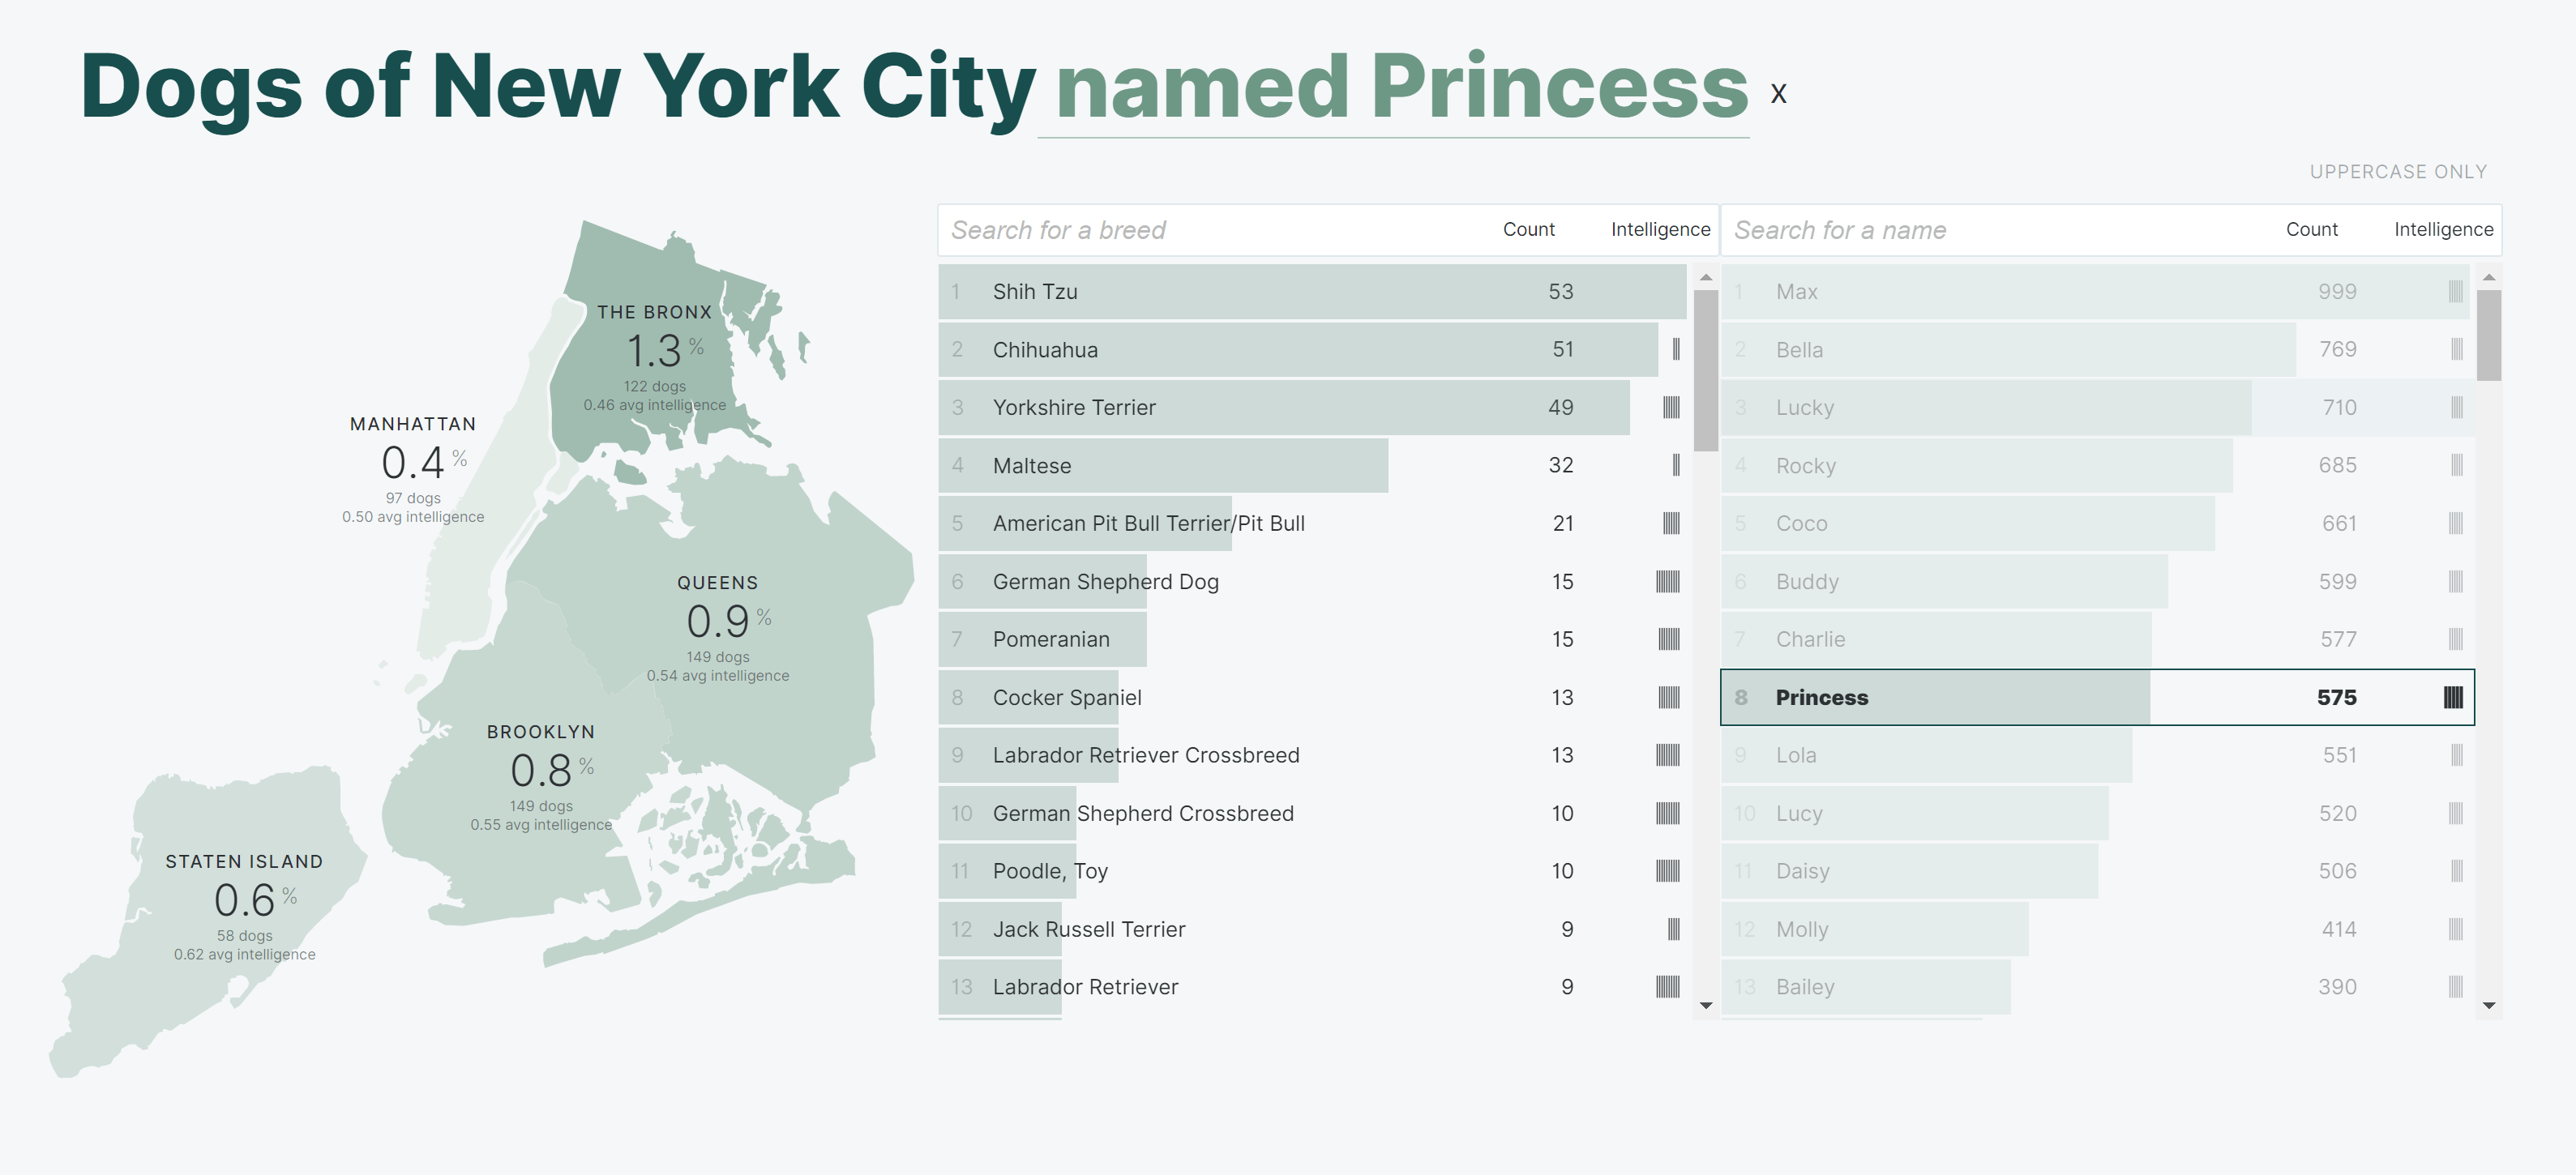 Dogs of New York City named Princess x
UPPERCASE ONLY
THE BRONX
1.3 %
122 dogs
0.46 avg intelligence
MANHATTAN
0.4 %
97 dogs
0.50 avg intelligence
QUEENS
0.9 %
149 dogs
0.54 avg intelligence
BROOKLYN
0.8 %
149 dogs
0.55 avg intelligence
STATEN ISLAND
0.6 %
58 dogs
0.62 avg intelligence
Search for a breed Count Intelligence
1 Shih Tzu 53
2 Chihuahua 51
3 Yorkshire Terrier 49
4 Maltese 32
5 American Pit Bull Terrier/Pit Bull 21
6 German Shepherd Dog 15
7 Pomeranian 15
8 Cocker Spaniel 13
9 Labrador Retriever Crossbreed 13
10 German Shepherd Crossbreed 10
11 Poodle, Toy 10
12 Jack Russell Terrier 9
13 Labrador Retriever 9
Search for a name Count Intelligence
1 Max 999
2 Bella 769
3 Lucky 710
4 Rocky 685
5 Coco 661
6 Buddy 599
7 Charlie 577
8 Princess 575
9 Lola 551
10 Lucy 520
11 Daisy 506
12 Molly 414
13 Bailey 390